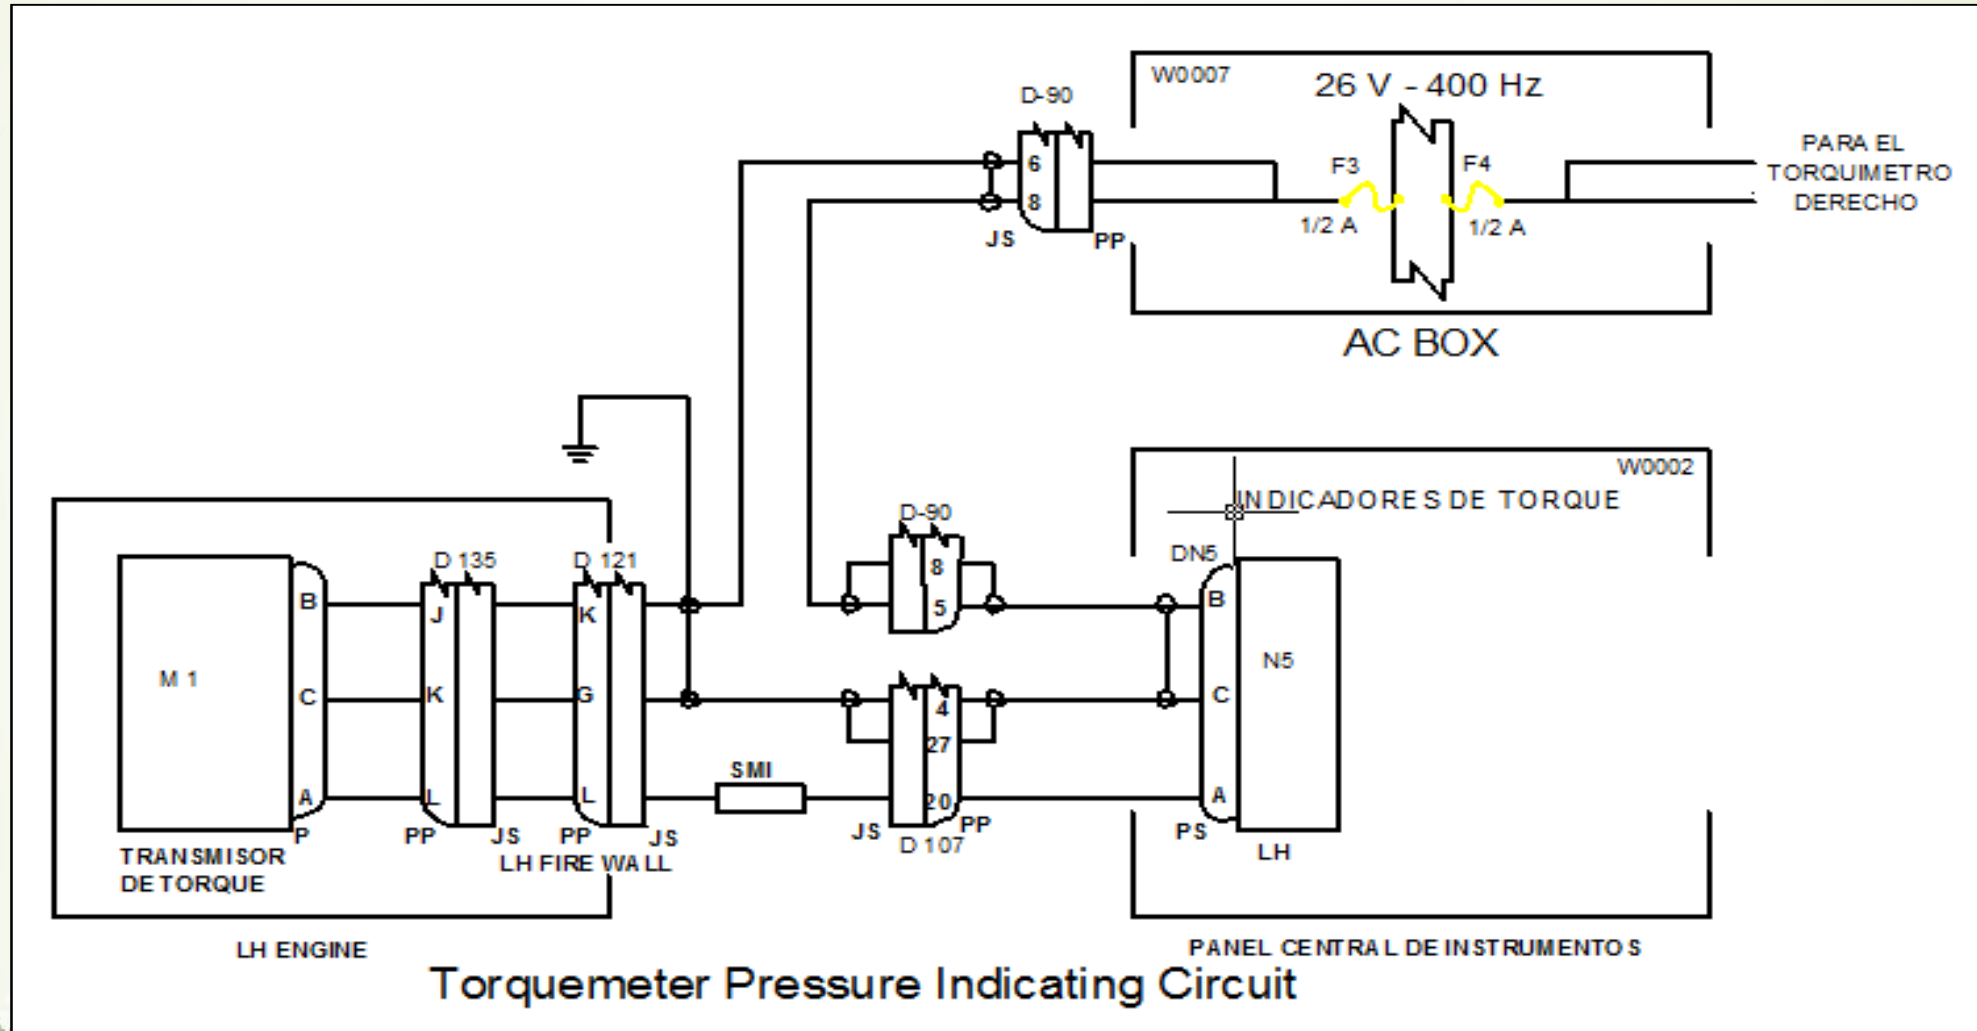 W0007
26 V - 400 Hz
D-90
6
8
JS
PP
F3
F4
1/2 A
1/2 A
PARA EL
TORQUIMETRO
DERECHO
AC BOX
W0002
INDICADORES DE TORQUE
D-90
8
5
D 135
D 121
DN5
M 1
B
C
A
P
J
K
L
PP
JS
K
G
L
PP
JS
SMI
4
27
20
JS
PP
D 107
B
C
A
PS
N5
LH
TRANSMISOR
DE TORQUE
LH FIRE WALL
LH ENGINE
PANEL CENTRAL DE INSTRUMENTOS
Torquemeter Pressure Indicating Circuit